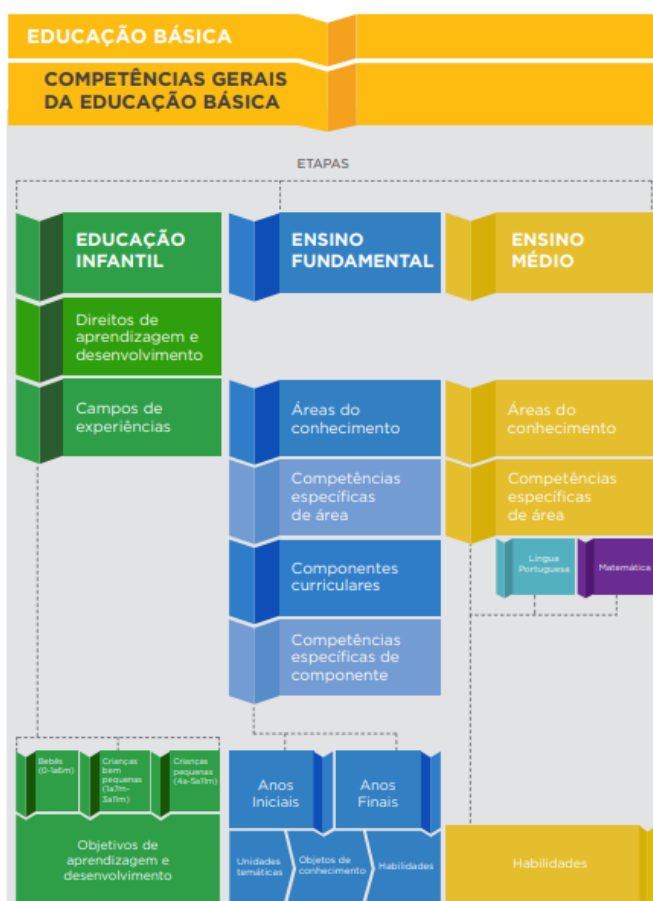 EDUCAÇÃO BÁSICA
COMPETÊNCIAS GERAIS
DA EDUCAÇÃO BÁSICA
ETAPAS
EDUCAÇÃO
INFANTIL
Direitos de
aprendizagem e
desenvolvimento
Campos de
experiências
Bebês
(0-1a6m)
Crianças
bem
pequenas
(1a7m-
3a11m)
Crianças
pequenas
(4a-5a11m)
Objetivos de
aprendizagem e
desenvolvimento
ENSINO
FUNDAMENTAL
Áreas do
conhecimento
Competências
específicas
de área
Componentes
curriculares
Competências
específicas de
componente
Anos
Iniciais
Anos
Finais
Unidades
temáticas
Objetos de
conhecimento
Habilidades
ENSINO
MÉDIO
Áreas do
conhecimento
Competências
específicas
de área
Língua
Portuguesa
Matemática
Habilidades